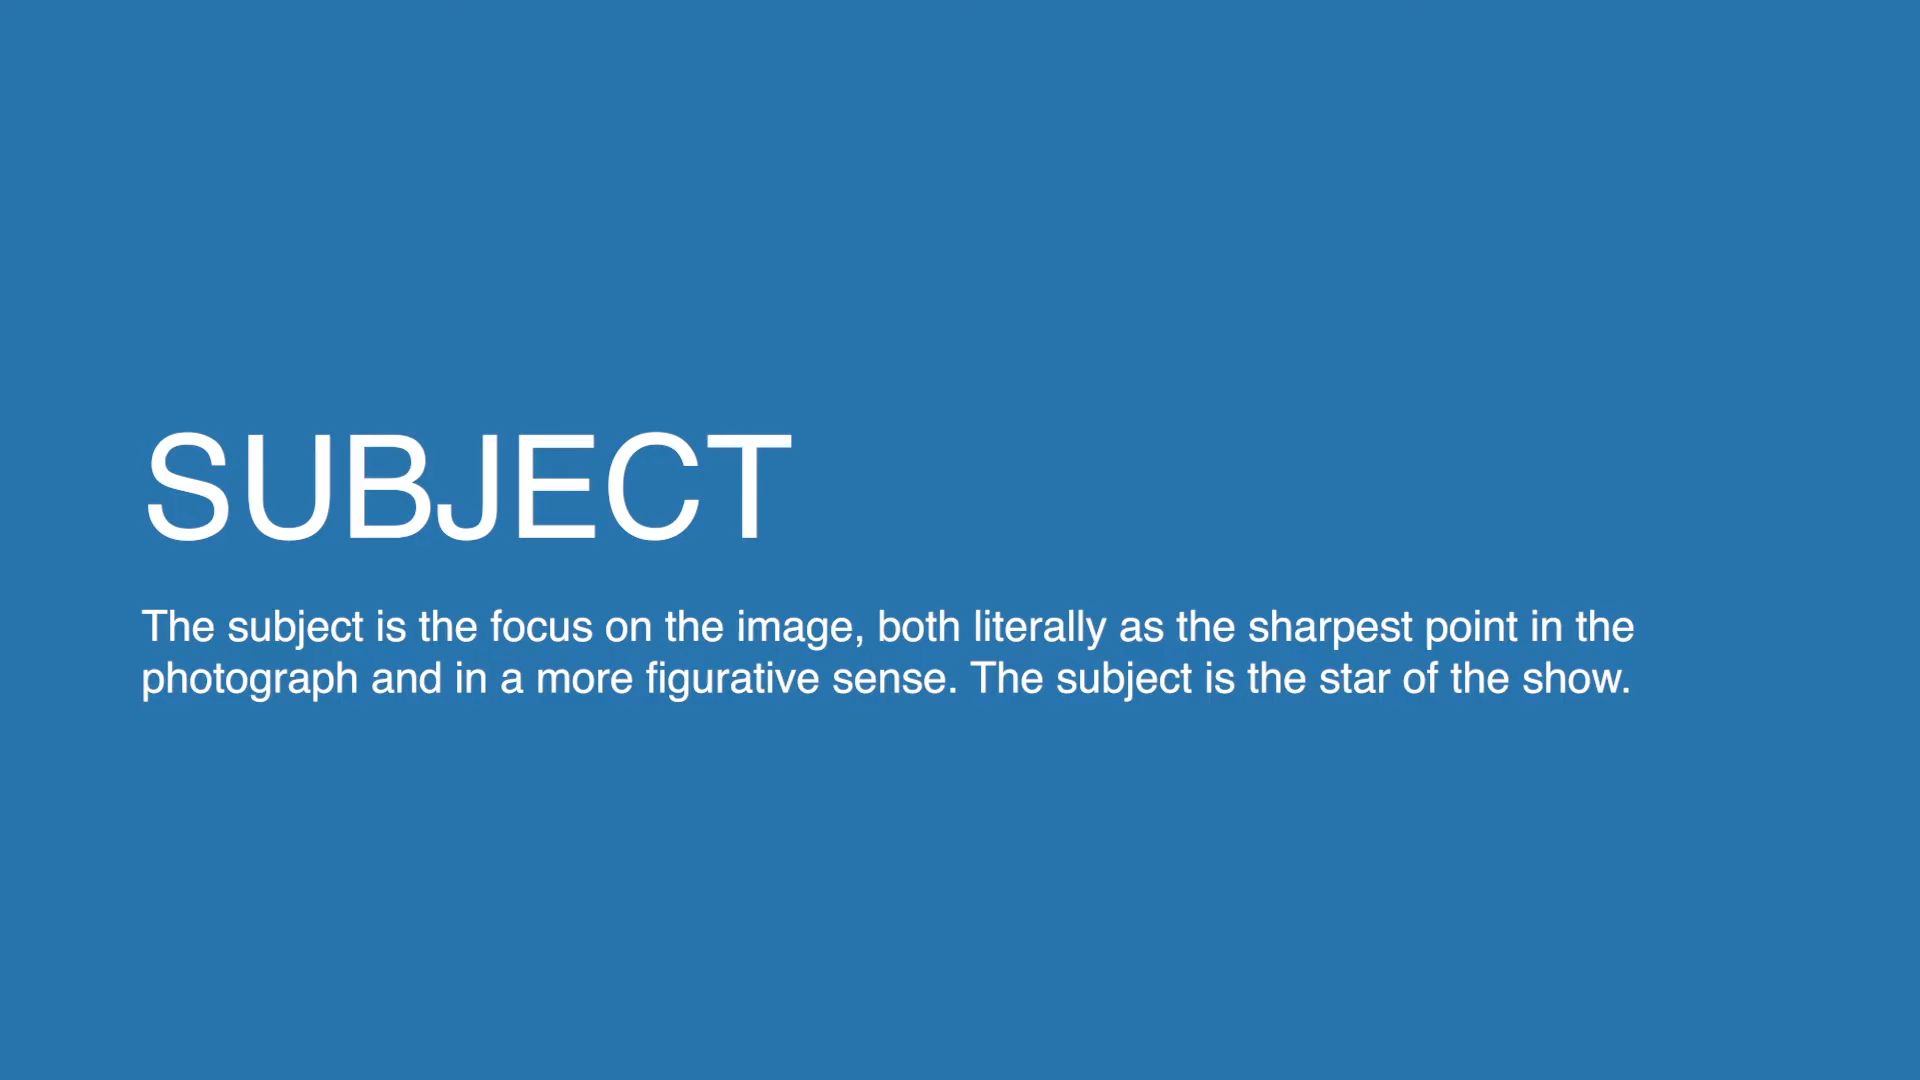 SUBJECT
The subject is the focus on the image, both literally as the sharpest point in the
photograph and in a more figurative sense. The subject is the star of the show.